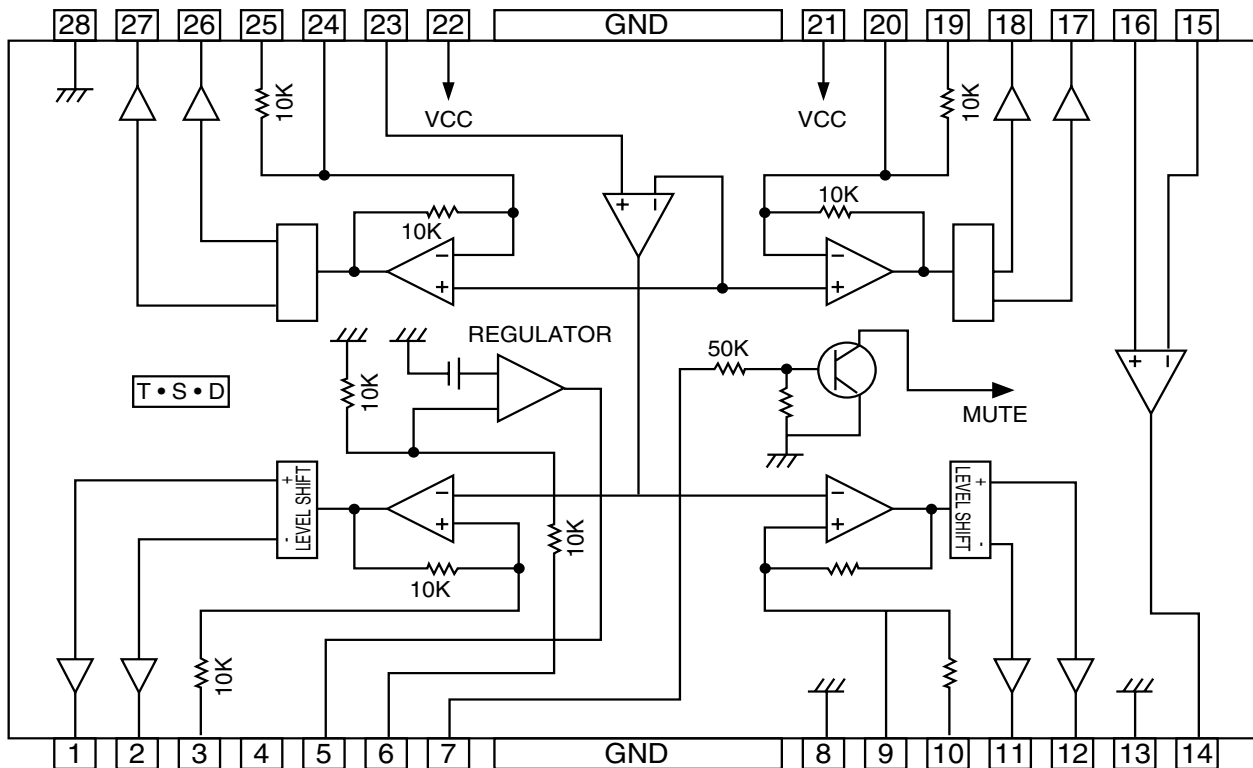 28 27 26 25 24 23 22 GND 21 20 19 18 17 16 15
10K
VCC
VCC
10K
10K
10K
+ −
− −
+ +
REGULATOR
10K
50K
T • S • D
MUTE
+ −
+ LEVEL SHIFT -
− +
− +
+ LEVEL SHIFT -
10K
10K
10K
1 2 3 4 5 6 7 GND 8 9 10 11 12 13 14